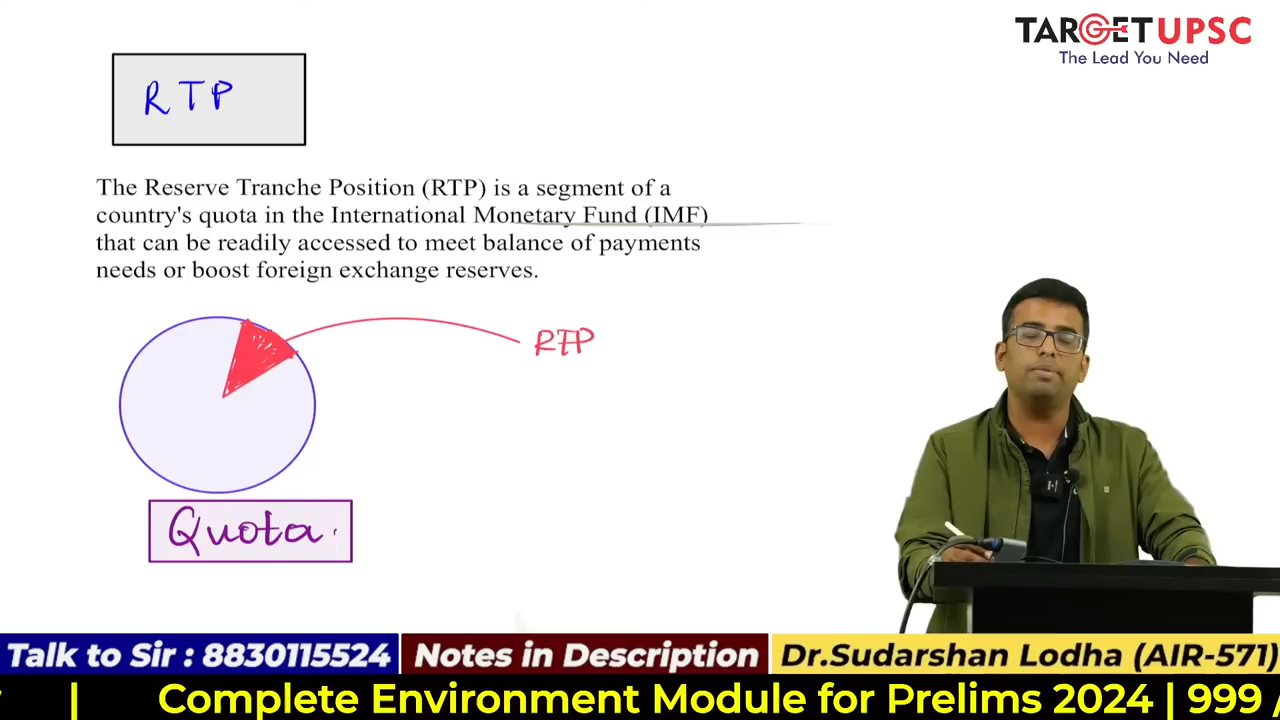 TARGETUPSC
The Lead You Need
RTP
The Reserve Tranche Position (RTP) is a segment of a
country's quota in the International Monetary Fund (IMF)
that can be readily accessed to meet balance of payments
needs or boost foreign exchange reserves.
RTP
Quota
Talk to Sir : 8830115524
Notes in Description
Dr.Sudarshan Lodha (AIR-571)
| Complete Environment Module for Prelims 2024 | 999 /